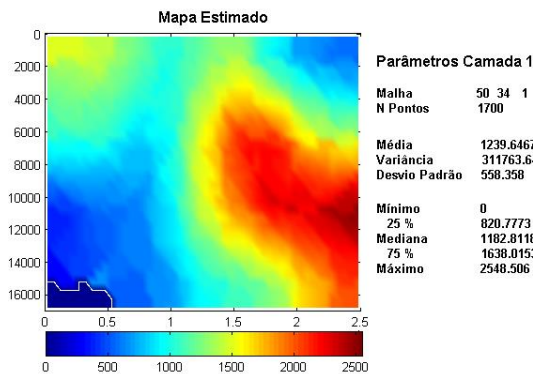 Mapa Estimado
0
2000
4000
6000
8000
10000
12000
14000
16000
0 0.5 1 1.5 2 2.5
0 500 1000 1500 2000 2500
Parâmetros Camada 1
Malha 50 34 1
N Pontos 1700
Média 1239.6467
Variância 311763.64
Desvio Padrão 558.358
Mínimo 0
25 % 820.7773
Mediana 1182.8118
75 % 1638.0153
Máximo 2548.506